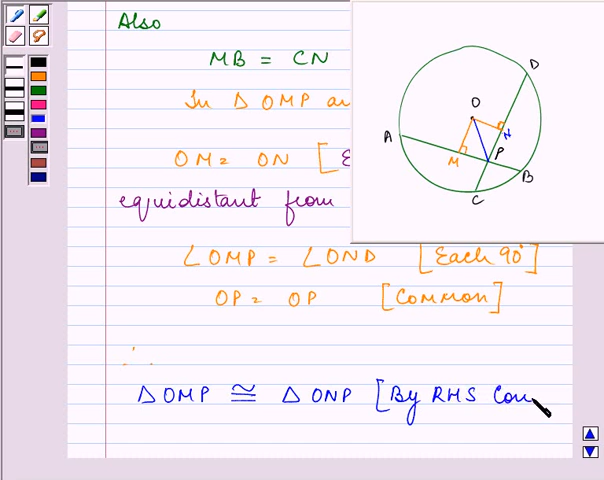 Also
MB = CN
In Δ OMP
OM = ON [
equidistant from
∠OMP = ∠OND [Each 90°]
OP = OP [Common]
∴
Δ OMP ≅ Δ ONP [By RHS Con
D
O
A
N
M
P
B
C